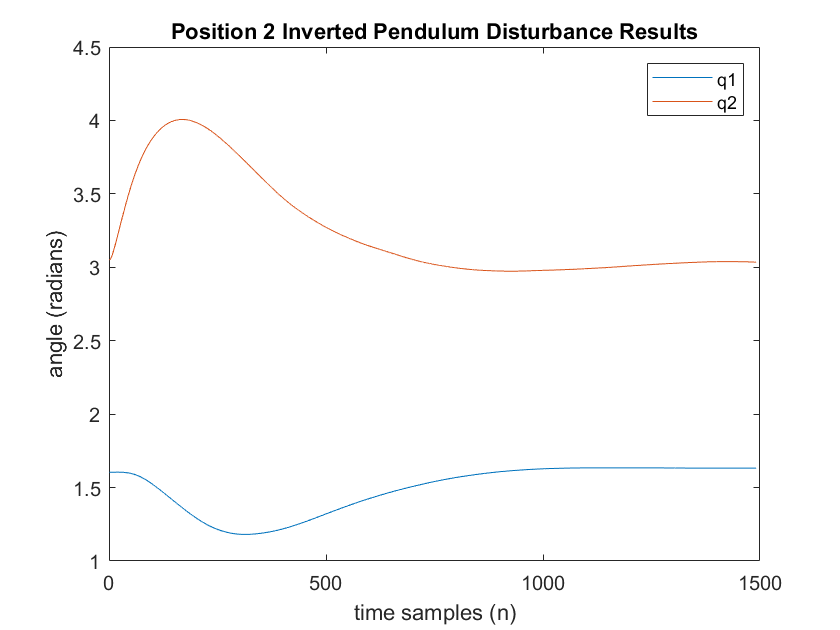 Position 2 Inverted Pendulum Disturbance Results
4.5
4
3.5
3
2.5
2
1.5
1
angle (radians)
q1
q2
0
500
1000
1500
time samples (n)